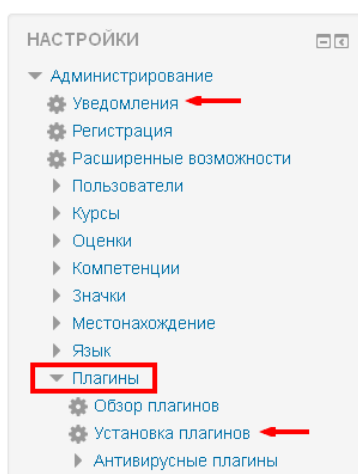 НАСТРОЙКИ
Администрирование
Уведомления
Регистрация
Расширенные возможности
Пользователи
Курсы
Оценки
Компетенции
Значки
Местонахождение
Язык
Плагины
Обзор плагинов
Установка плагинов
Антивирусные плагины